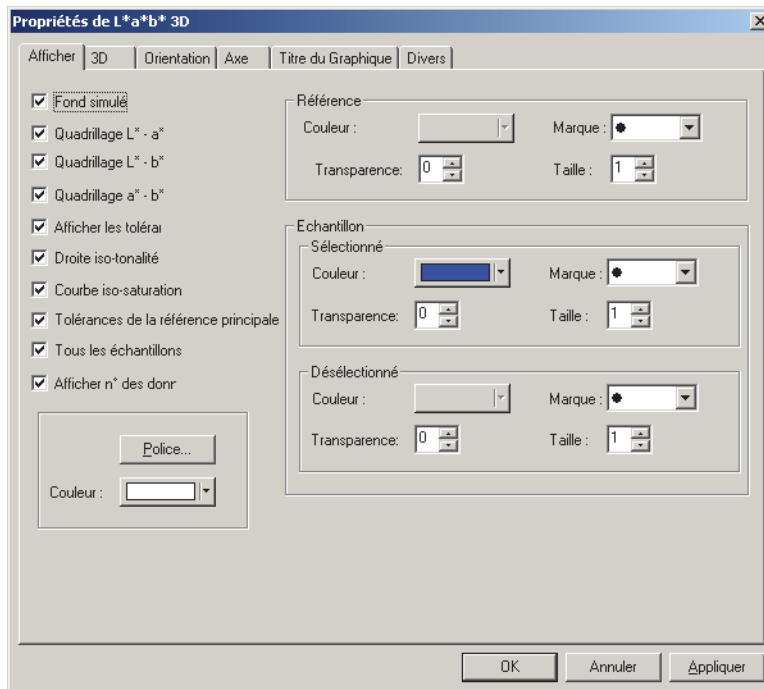 Propriétés de L*a*b* 3D
Afficher 3D Orientation Axe Titre du Graphique Divers
Fond simulé
Quadrillage L* - a*
Quadrillage L* - b*
Quadrillage a* - b*
Afficher les toléra
Droite iso-tonalité
Courbe iso-saturation
Tolérances de la référence principale
Tous les échantillons
Afficher n° des donr
Police...
Couleur :
Référence
Couleur : Marque :
Transparence: 0 Taille : 1
Echantillon
Sélectionné
Couleur : Marque :
Transparence: 0 Taille : 1
Désélectionné
Couleur : Marque :
Transparence: 0 Taille : 1
OK Annuler Appliquer